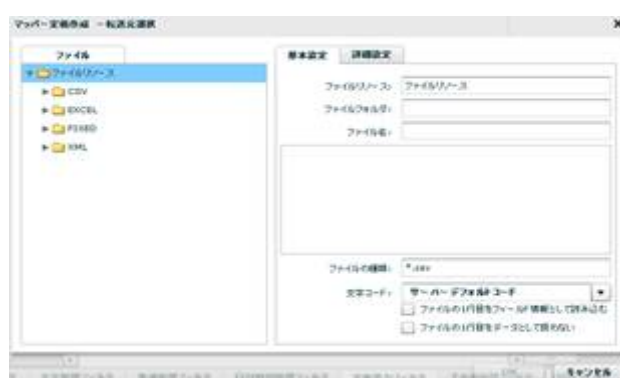 マッパー定義作成 -転送元選択
ファイル
ファイルリソース
CSV
EXCEL
FIXED
XML
基本設定 詳細設定
ファイルリソース: ファイルリソース
ファイルフォルダ:
ファイル名:
ファイルの種類: *.csv
文字コード: サーバーデフォルトコード
ファイルの1行目をフィールド情報として読み込む
ファイルの1行目をデータとして扱わない
キャンセル